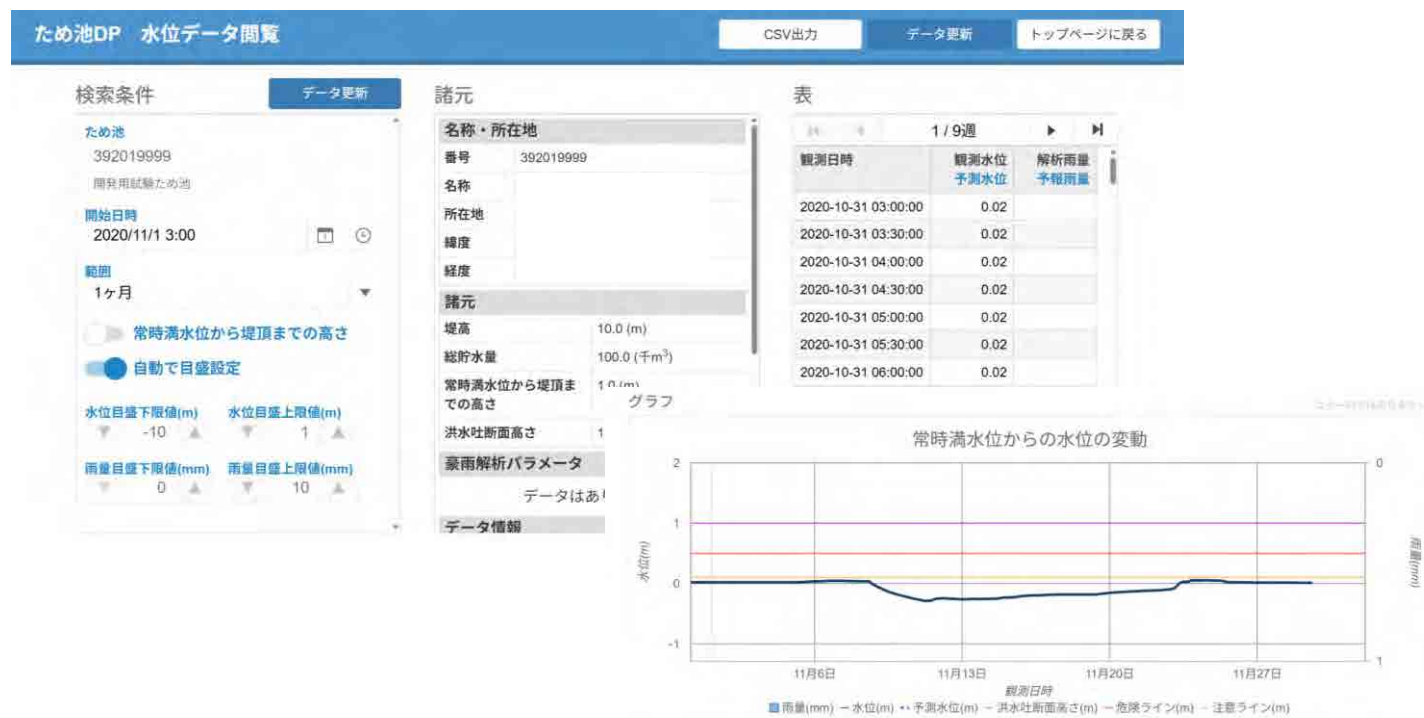 ため池DP 水位データ閲覧
CSV出力
データ更新
トップページに戻る
検索条件
データ更新
ため池
392019999
開発用試験ため池
開始日時
2020/11/1 3:00
範囲
1ヶ月
常時満水位から堤頂までの高さ
自動で目盛設定
水位目盛下限値(m) 水位目盛上限値(m)
-10 1
雨量目盛下限値(mm) 雨量目盛上限値(mm)
0 10
諸元
名称・所在地
番号 392019999
名称
所在地
緯度
経度
諸元
堤高 10.0 (m)
総貯水量 100.0 (千m³)
常時満水位から堤頂ま 1.0 (m)
での高さ
洪水吐断面高さ 1
豪雨解析パラメータ
データはあり
データ情報
表
1 / 9週
観測日時 観測水位 解析雨量
予測水位 予報雨量
2020-10-31 03:00:00 0.02
2020-10-31 03:30:00 0.02
2020-10-31 04:00:00 0.02
2020-10-31 04:30:00 0.02
2020-10-31 05:00:00 0.02
2020-10-31 05:30:00 0.02
2020-10-31 06:00:00 0.02
グラフ
常時満水位からの水位の変動
2
1
0
-1
水位(m)
0
1
雨量(mm)
11月6日 11月13日 11月20日 11月27日
観測日時
雨量(mm) 水位(m) 予測水位(m) 洪水吐断面高さ(m) 危険ライン(m) 注意ライン(m)